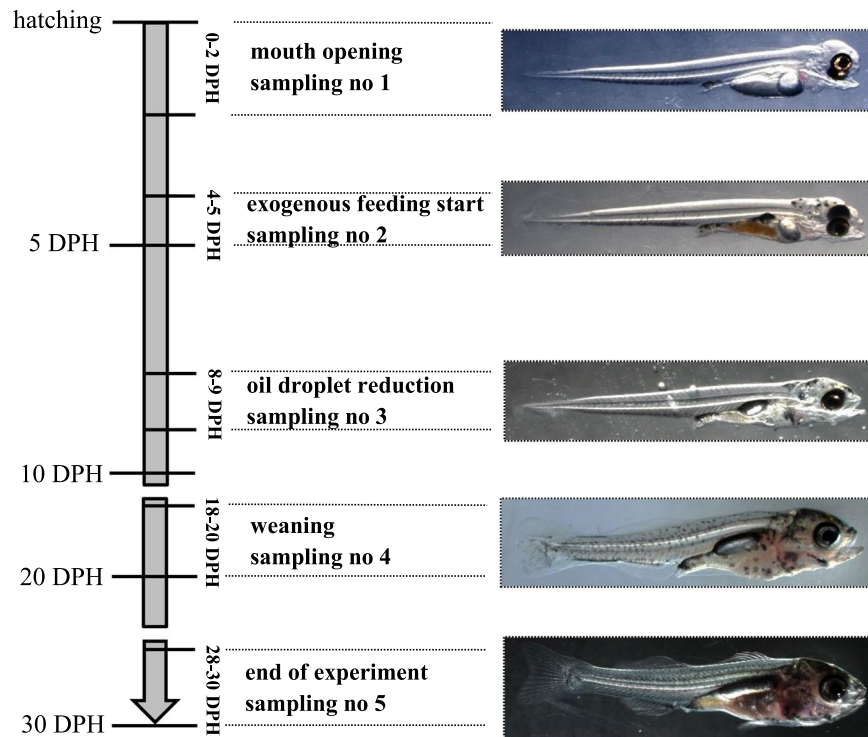 hatching
0-2 DPH
mouth opening
sampling no 1
4-5 DPH
exogenous feeding start
sampling no 2
5 DPH
8-9 DPH
oil droplet reduction
sampling no 3
10 DPH
18-20 DPH
weaning
sampling no 4
20 DPH
28-30 DPH
end of experiment
sampling no 5
30 DPH